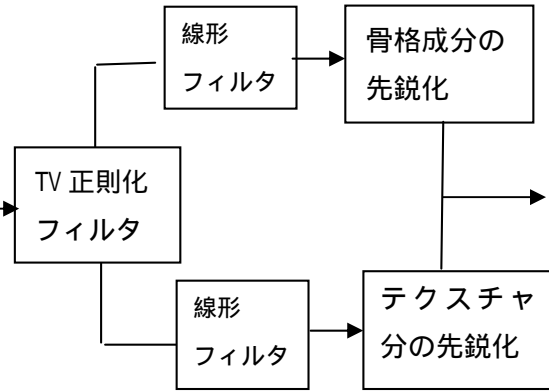 線形
フィルタ
骨格成分の
先鋭化
TV 正則化
フィルタ
線形
フィルタ
テクスチャ
分の先鋭化